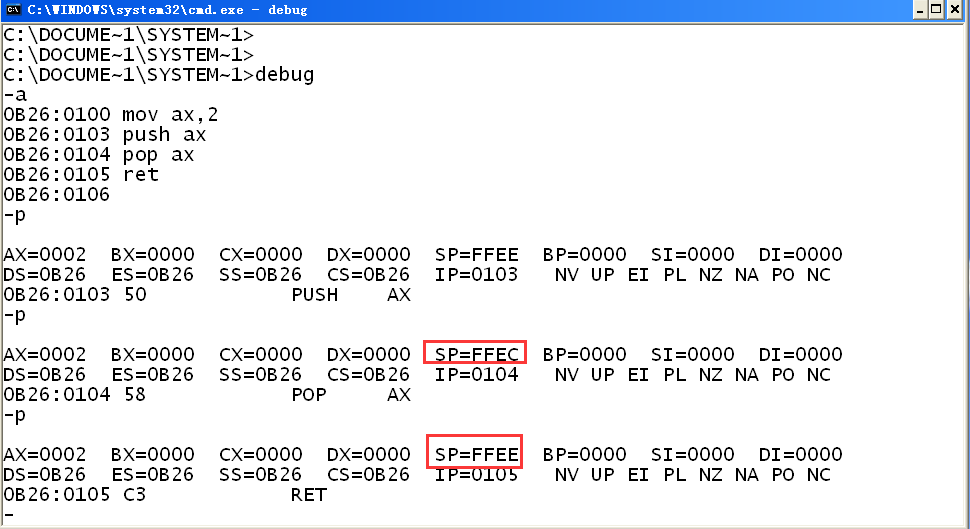 C:\WINDOWS\system32\cmd.exe - debug
C:\DOCUME~1\SYSTEM~1>
C:\DOCUME~1\SYSTEM~1>
C:\DOCUME~1\SYSTEM~1>debug
-a
0B26:0100 mov ax,2
0B26:0103 push ax
0B26:0104 pop ax
0B26:0105 ret
0B26:0106
-p
AX=0002  BX=0000  CX=0000  DX=0000  SP=FFEE  BP=0000  SI=0000  DI=0000
DS=0B26  ES=0B26  SS=0B26  CS=0B26  IP=0103   NV UP EI PL NZ NA PO NC
0B26:0103 50            PUSH    AX
-p
AX=0002  BX=0000  CX=0000  DX=0000  SP=FFEC  BP=0000  SI=0000  DI=0000
DS=0B26  ES=0B26  SS=0B26  CS=0B26  IP=0104   NV UP EI PL NZ NA PO NC
0B26:0104 58            POP     AX
-p
AX=0002  BX=0000  CX=0000  DX=0000  SP=FFEE  BP=0000  SI=0000  DI=0000
DS=0B26  ES=0B26  SS=0B26  CS=0B26  IP=0105   NV UP EI PL NZ NA PO NC
0B26:0105 C3            RET
-